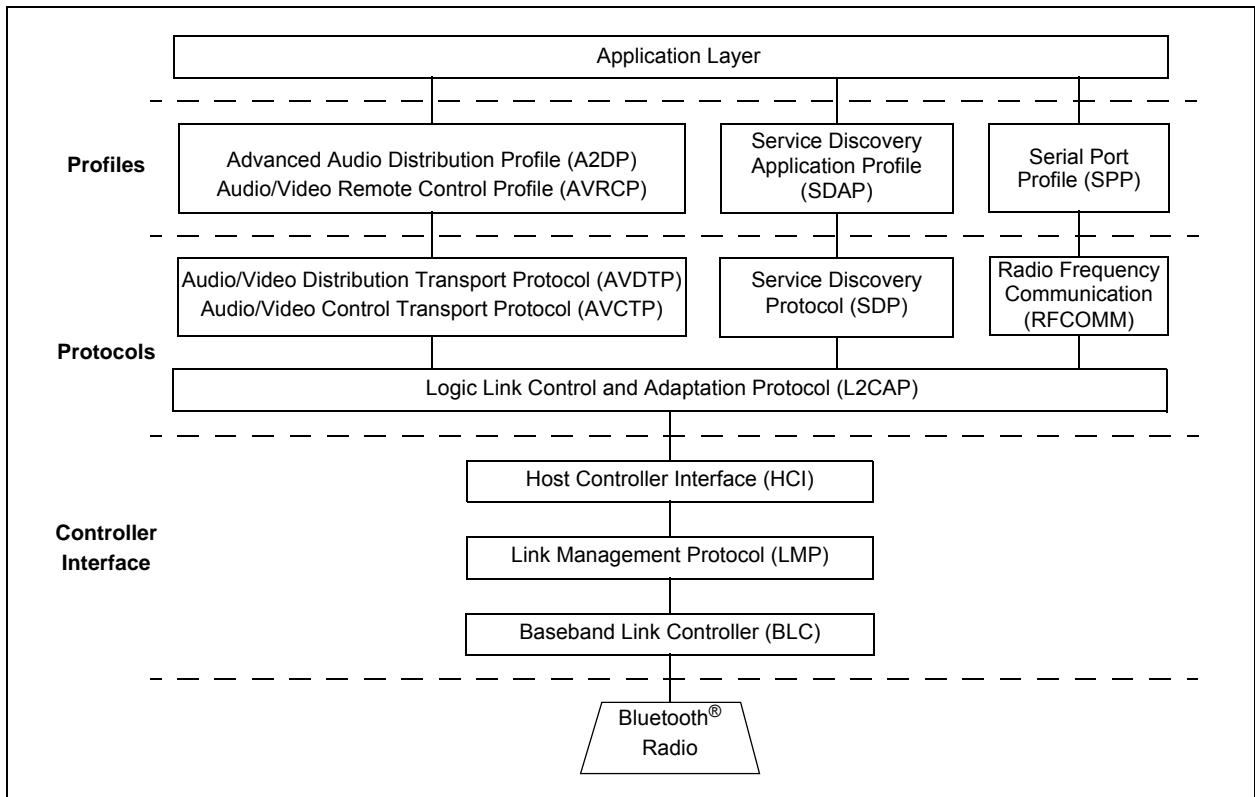 Application Layer
Profiles
Advanced Audio Distribution Profile (A2DP)
Audio/Video Remote Control Profile (AVRCP)
Service Discovery
Application Profile
(SDAP)
Serial Port
Profile (SPP)
Protocols
Audio/Video Distribution Transport Protocol (AVDTP)
Audio/Video Control Transport Protocol (AVCTP)
Service Discovery
Protocol (SDP)
Radio Frequency
Communication
(RFCOMM)
Logic Link Control and Adaptation Protocol (L2CAP)
Controller
Interface
Host Controller Interface (HCI)
Link Management Protocol (LMP)
Baseband Link Controller (BLC)
Bluetooth®
Radio